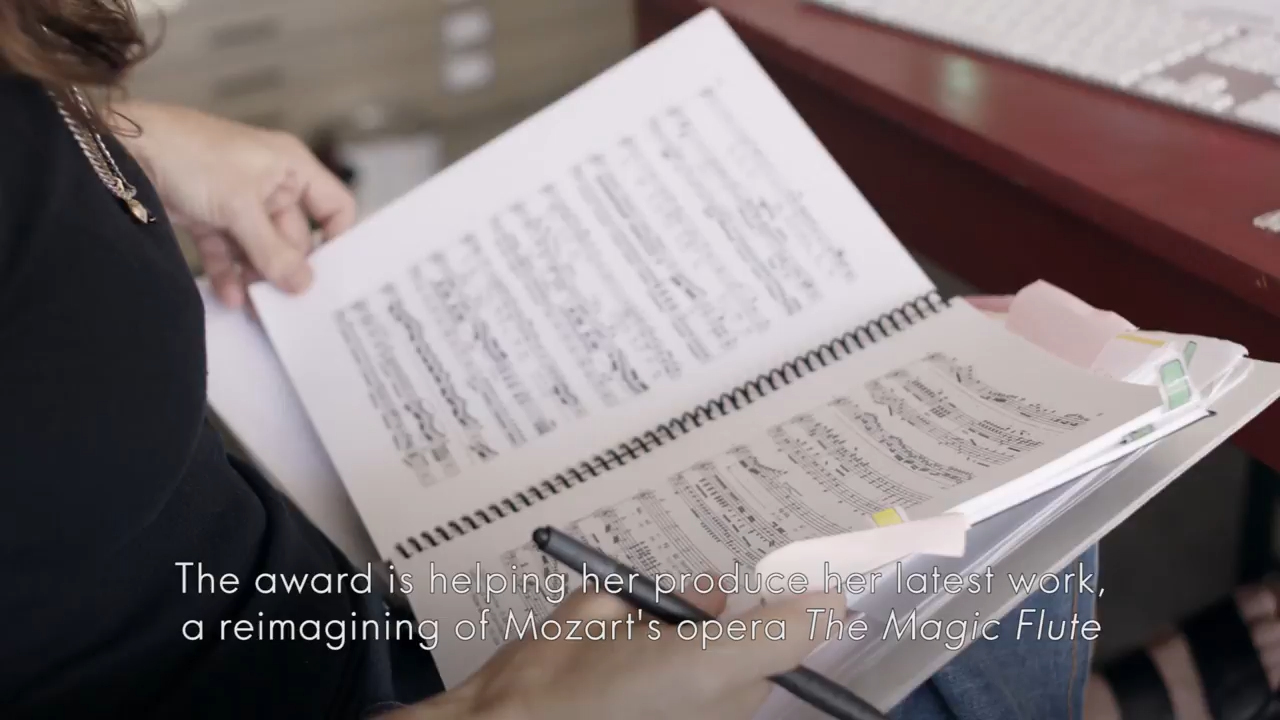 The award is helping her produce her latest work,
a reimagining of Mozart's opera The Magic Flute